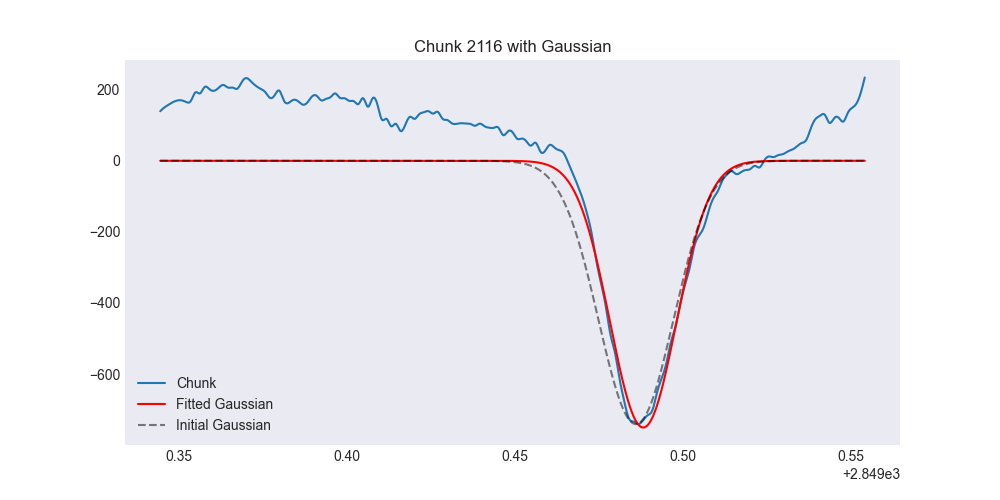 Chunk 2116 with Gaussian
200
0
−200
−400
−600
Chunk
Fitted Gaussian
Initial Gaussian
0.35 0.40 0.45 0.50 0.55
+2.849e3